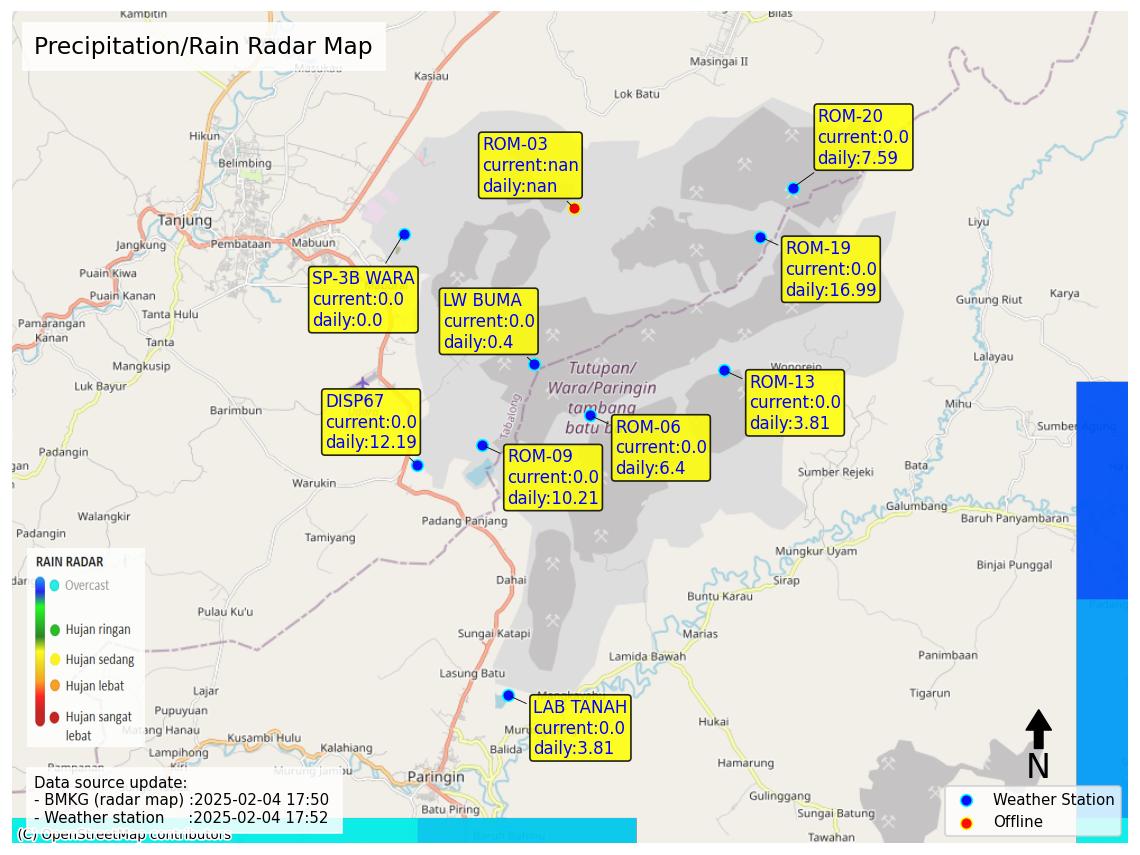 Kambitin
Bilas
Precipitation/Rain Radar Map
Masukau
Kasiau
Masingai II
Lok Batu
Hikun
Belimbing
ROM-03
current:nan
daily:nan
ROM-20
current:0.0
daily:7.59
Tanjung
Jangkung
Pembataan
Mabuun
Liyu
ROM-19
current:0.0
daily:16.99
Puain Kiwa
Puain Kanan
SP-3B WARA
current:0.0
daily:0.0
LW BUMA
current:0.0
daily:0.4
Tanta Hulu
Gunung Riut
Karya
Pamarangan
Kanan
Tanta
Mangkusip
Luk Bayur
Lalayau
Wonorejo
Tutupan/
Wara/Paringin
tambang
batu b
ROM-13
current:0.0
daily:3.81
DISP67
current:0.0
daily:12.19
Barimbun
Tabalong
Mihu
ROM-06
current:0.0
daily:6.4
Padangin
ROM-09
current:0.0
daily:10.21
Sumber Rejeki
Bata
Warukin
Galumbang
Baruh Panyambaran
Walangkir
Padangin
Padang Panjang
Tamiyang
Mungkur Uyam
Binjai Punggal
RAIN RADAR
Overcast
Hujan ringan
Hujan sedang
Hujan lebat
Hujan sangat
lebat
Dahai
Sirap
Buntu Karau
Pulau Ku'u
Sungai Katapi
Marias
Lamida Bawah
Panimbaan
Lasung Batu
Lajar
Tigarun
Pupuyuan
LAB TANAH
current:0.0
daily:3.81
Hukai
Matang Hanau
Kusambi Hulu
Kalahiang
Lampihong
Balida
Hamarung
N
Murung Jambu
Paringin
Data source update:
- BMKG (radar map) :2025-02-04 17:50
- Weather station :2025-02-04 17:52
Batu Piring
Gulinggang
Sungai Batung
Tawahan
Weather Station
Offline
(C) OpenStreetMap contributors